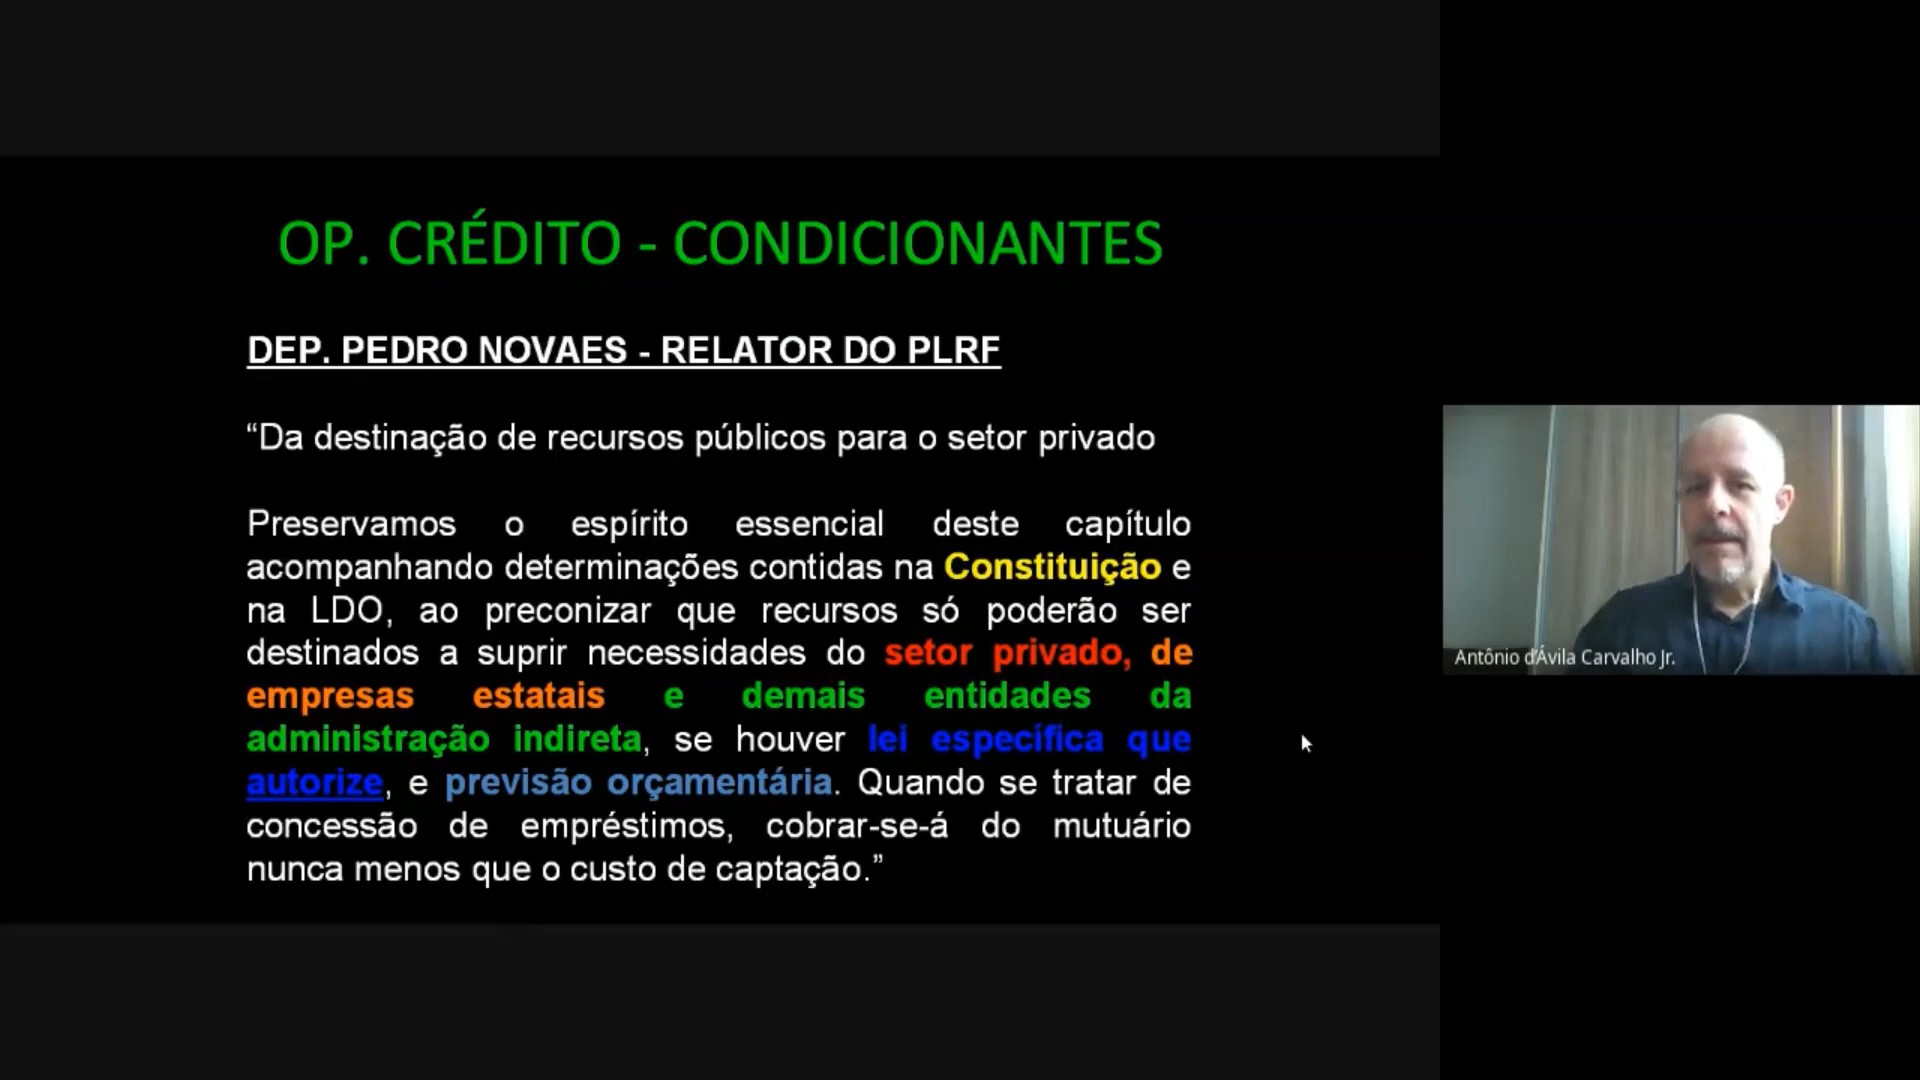 OP. CRÉDITO - CONDICIONANTES
DEP. PEDRO NOVAES - RELATOR DO PLRF
“Da destinação de recursos públicos para o setor privado
Preservamos o espírito essencial deste capítulo
acompanhando determinações contidas na Constituição e
na LDO, ao preconizar que recursos só poderão ser
destinados a suprir necessidades do setor privado, de
empresas estatais e demais entidades da
administração indireta, se houver lei específica que
autorize, e previsão orçamentária. Quando se tratar de
concessão de empréstimos, cobrar-se-á do mutuário
nunca menos que o custo de captação.”
Antônio d'Ávila Carvalho Jr.